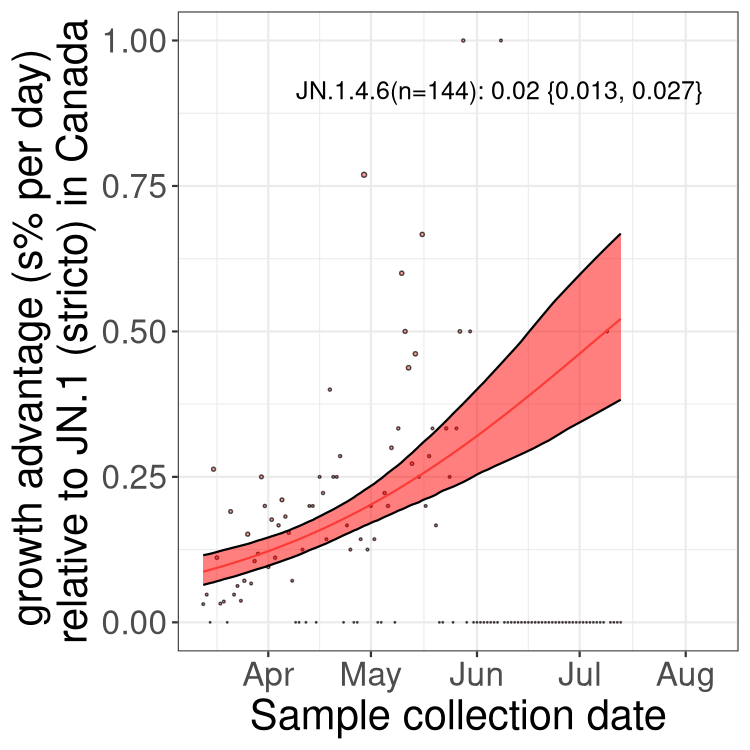 growth advantage (s% per day)
relative to JN.1 (stricto) in Canada
1.00
0.75
0.50
0.25
0.00
JN.1.4.6(n=144): 0.02 {0.013, 0.027}
Apr May Jun Jul Aug
Sample collection date